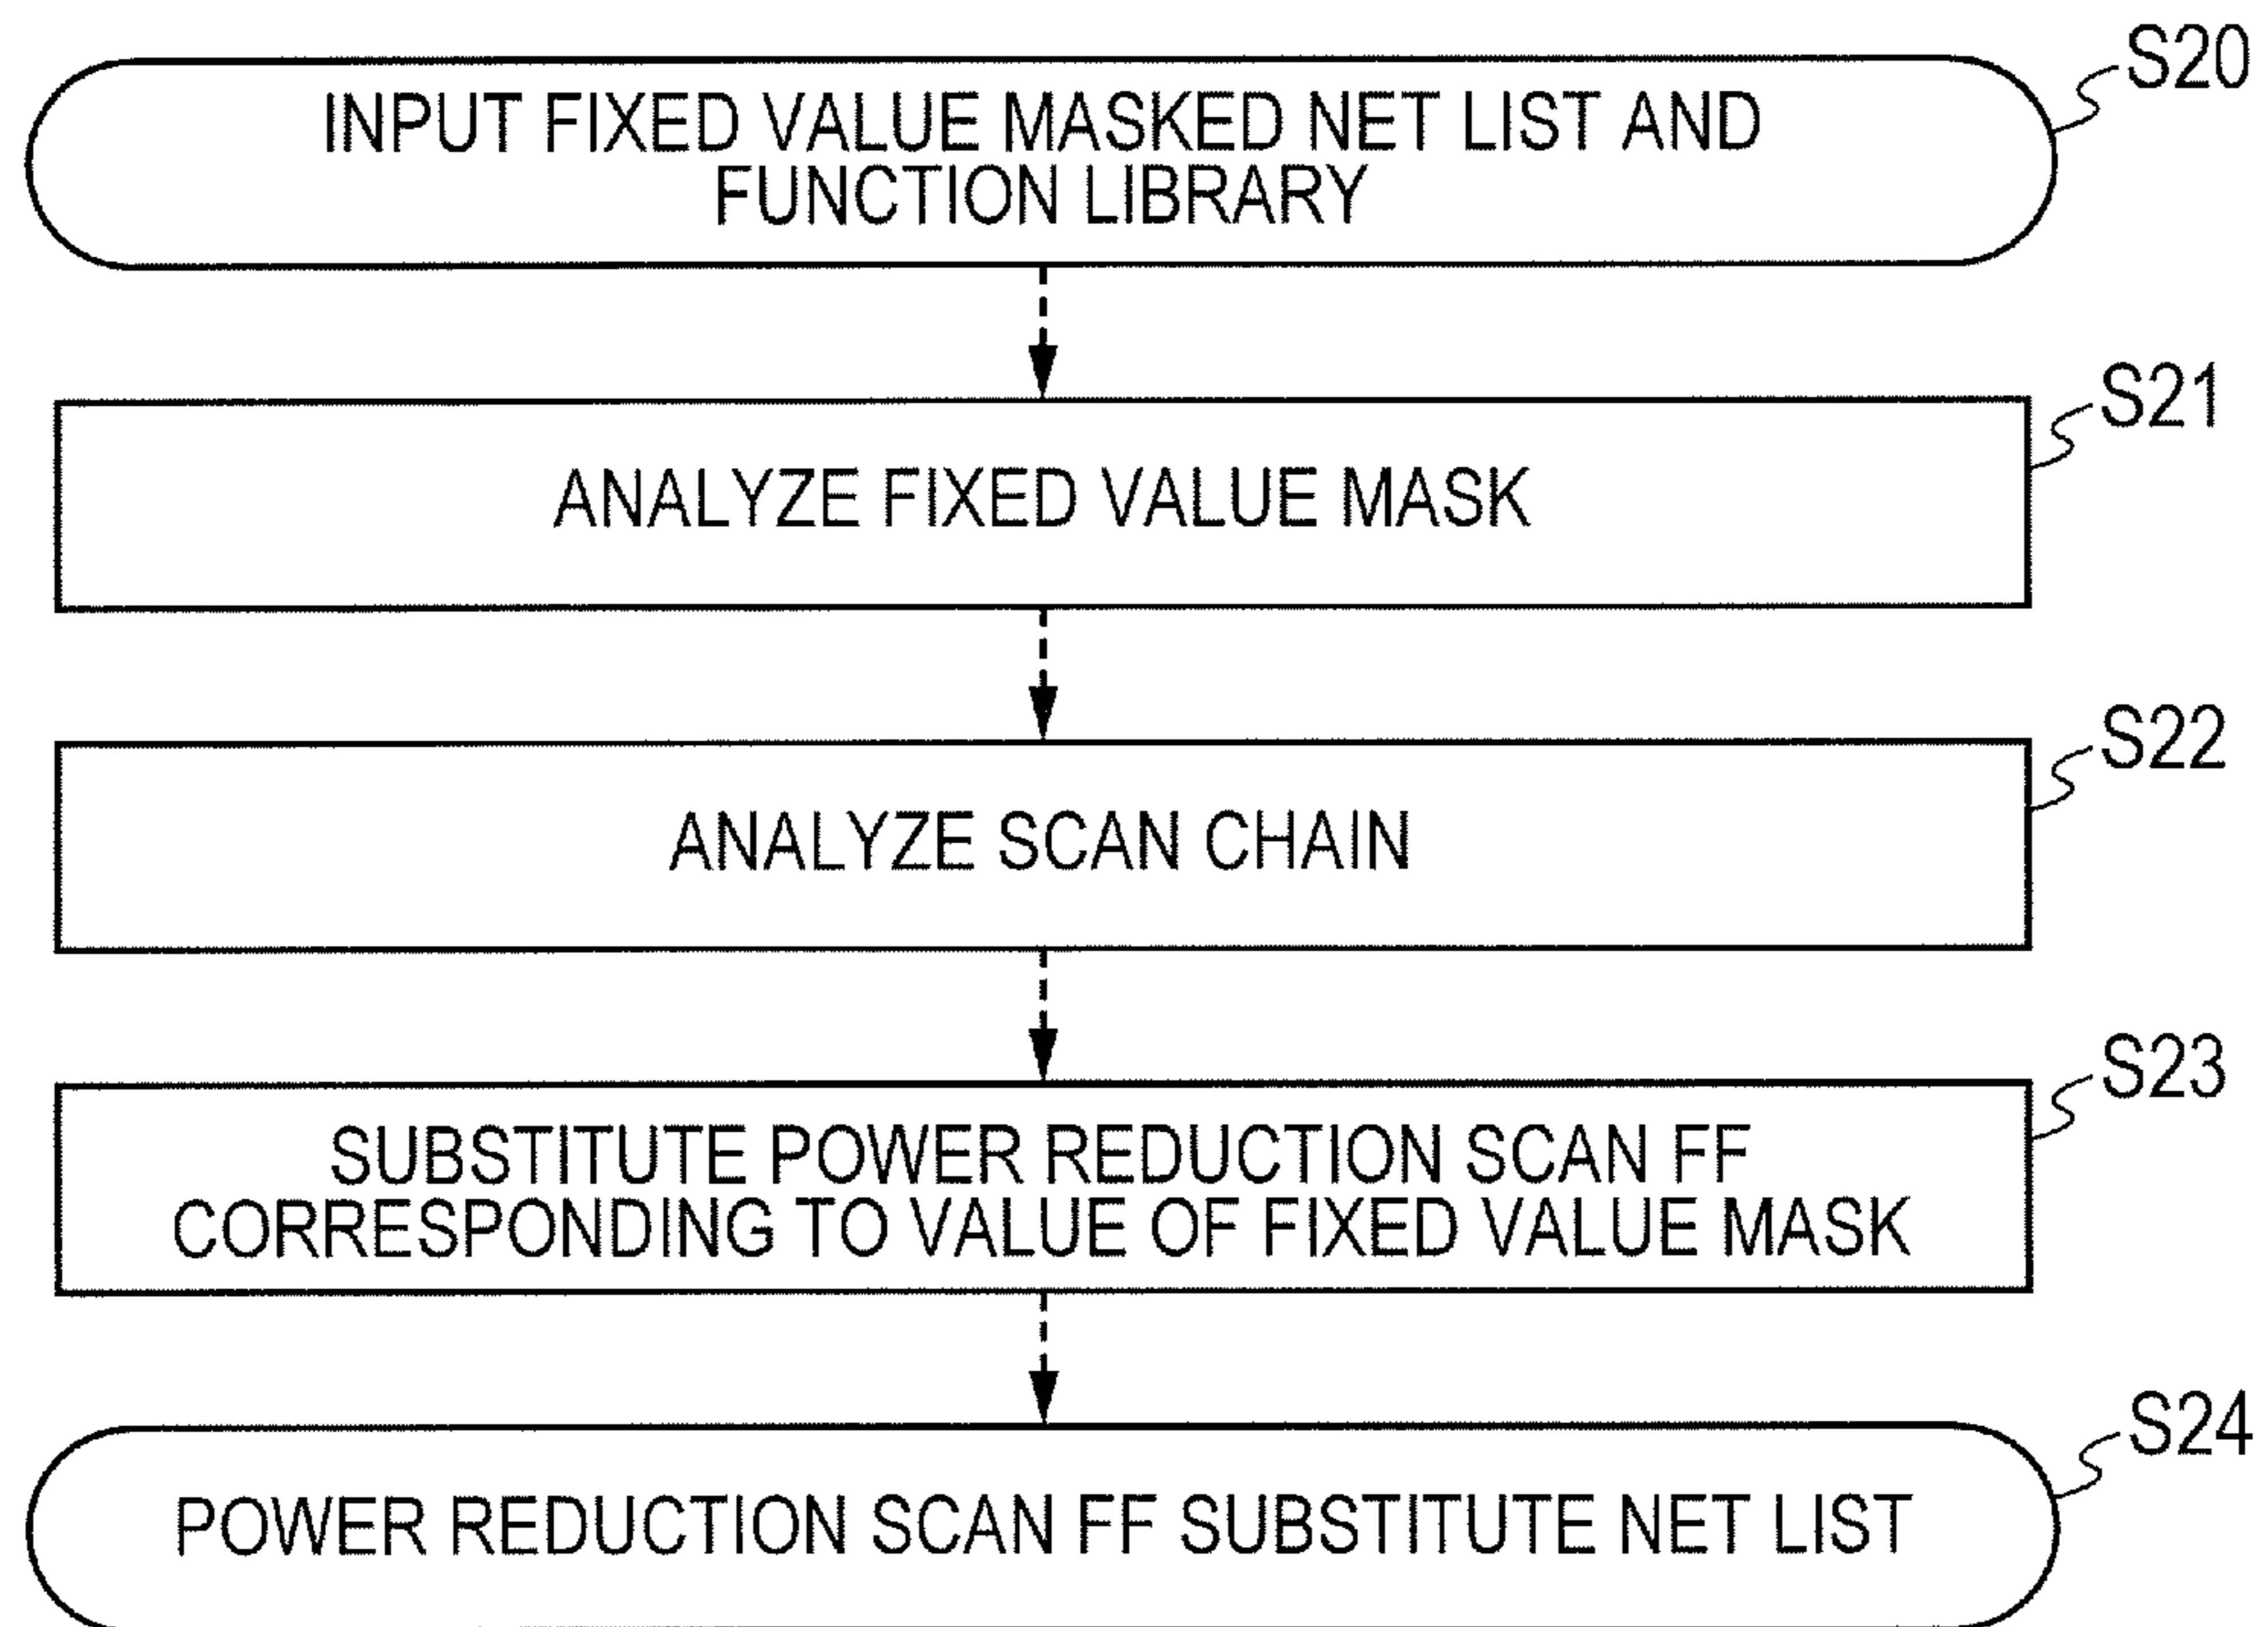 S20
INPUT FIXED VALUE MASKED NET LIST AND
FUNCTION LIBRARY
S21
ANALYZE FIXED VALUE MASK
S22
ANALYZE SCAN CHAIN
S23
SUBSTITUTE POWER REDUCTION SCAN FF
CORRESPONDING TO VALUE OF FIXED VALUE MASK
S24
POWER REDUCTION SCAN FF SUBSTITUTE NET LIST